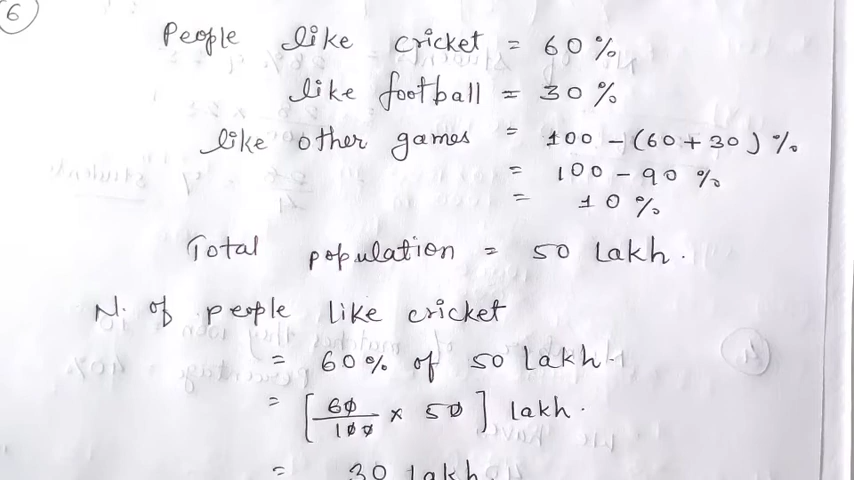 6
People like cricket = 60%
like football = 30%
like other games = 100 - (60 + 30) %
= 100 - 90 %
= 10%
Total population = 50 Lakh.
N. of people like cricket
= 60% of 50 lakh.
= [60/100 × 50] lakh.
= 30 lakh.